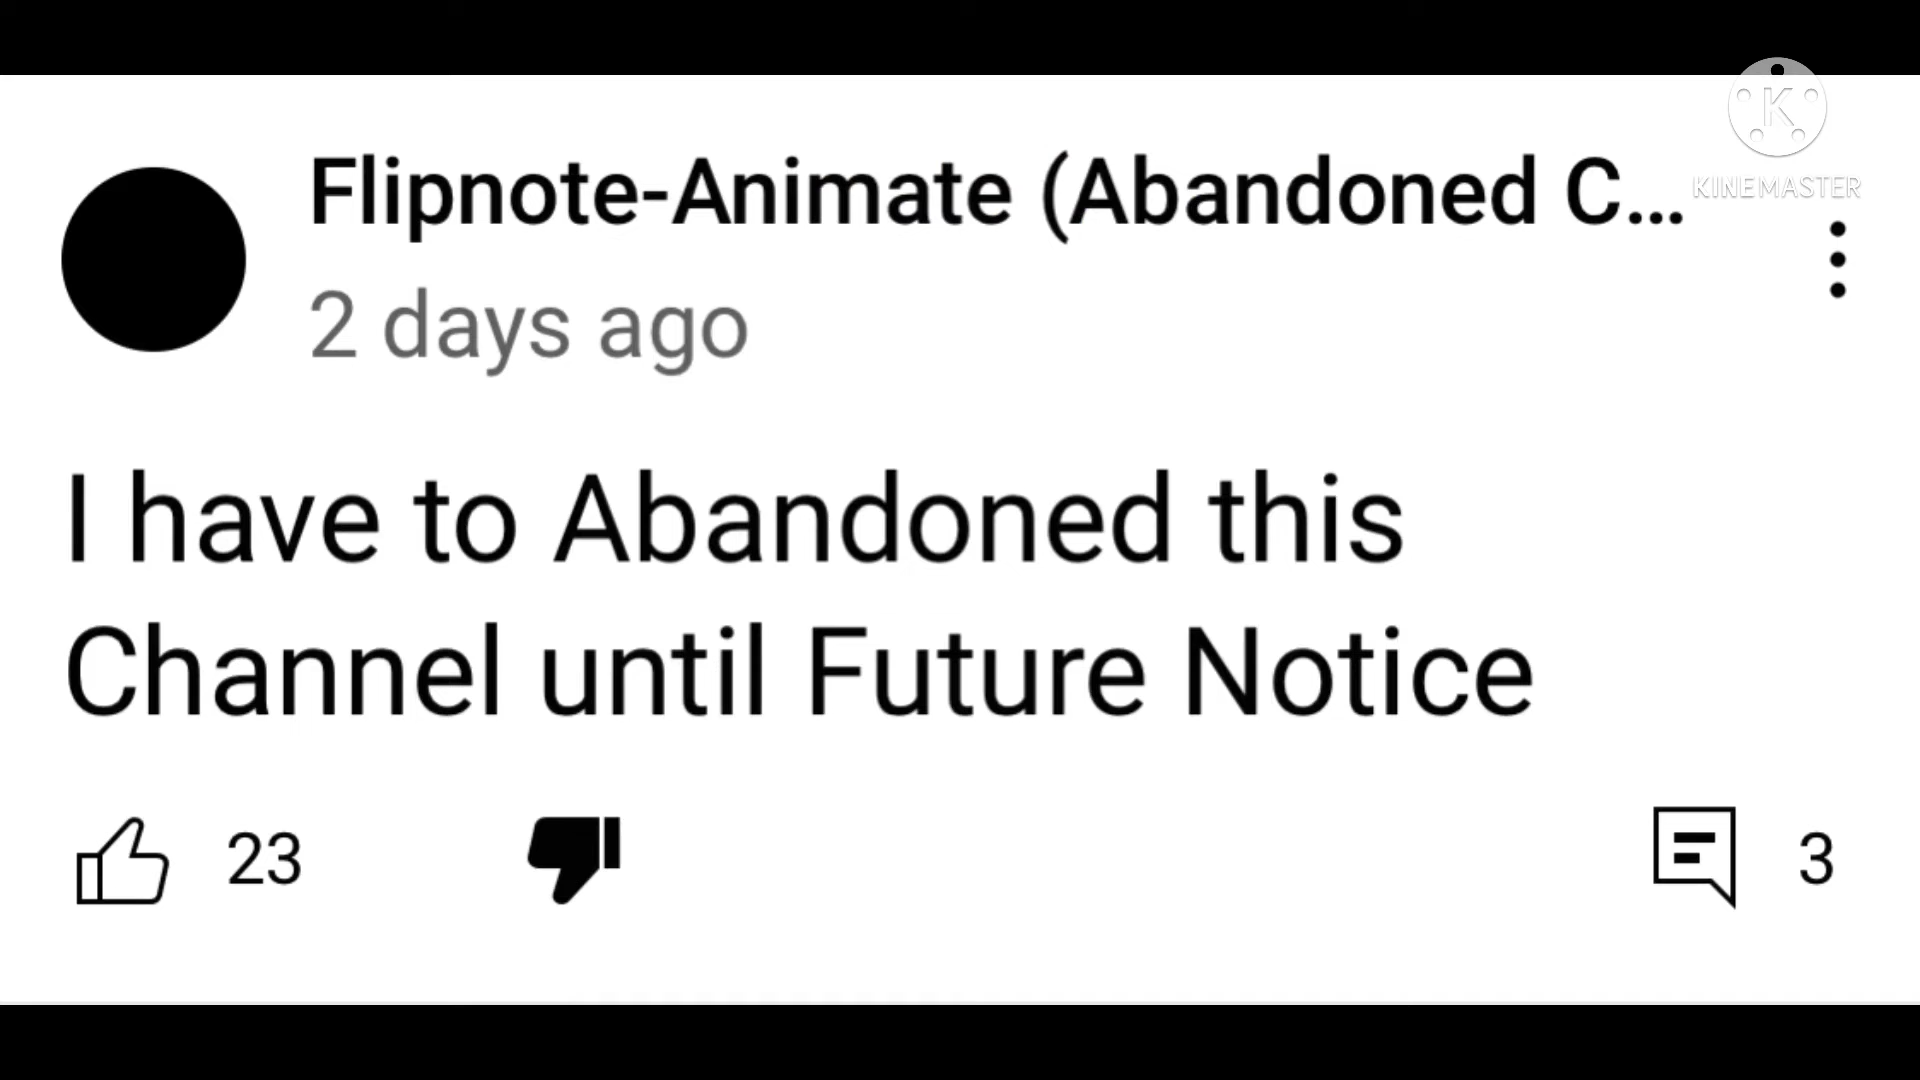 K
KINEMASTER
Flipnote-Animate (Abandoned C...
2 days ago
I have to Abandoned this
Channel until Future Notice
23
3